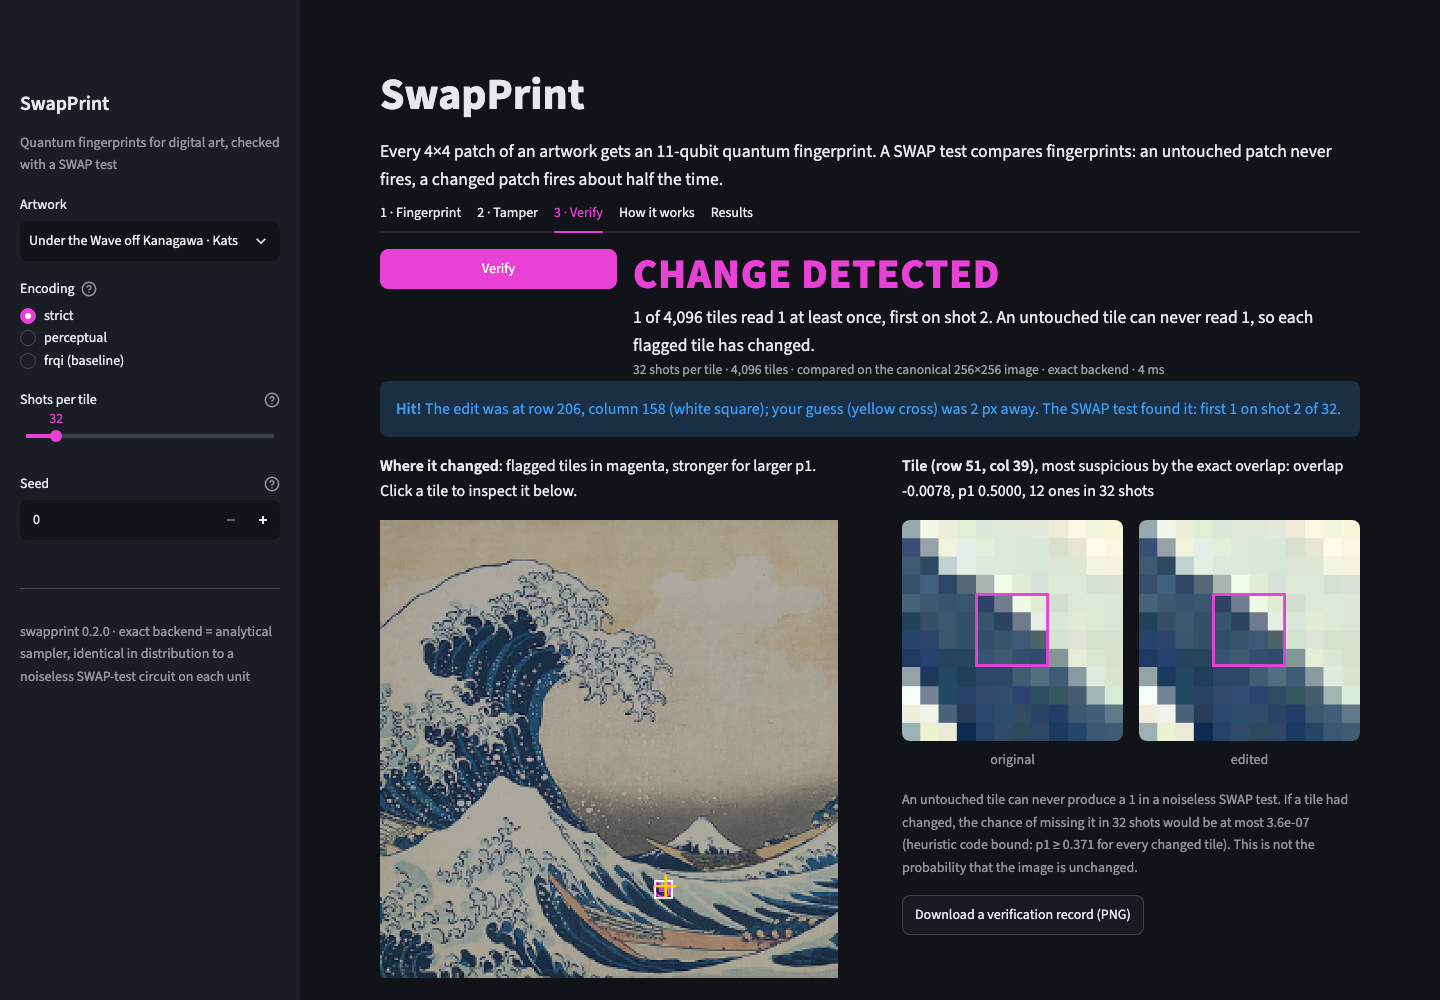 SwapPrint
Quantum fingerprints for digital art, checked
with a SWAP test
Artwork
Under the Wave off Kanagawa · Kats
Encoding
strict
perceptual
frqi (baseline)
Shots per tile
32
Seed
0
swapprint 0.2.0 · exact backend = analytical
sampler, identical in distribution to a
noiseless SWAP-test circuit on each unit
SwapPrint
Every 4×4 patch of an artwork gets an 11-qubit quantum fingerprint. A SWAP test compares fingerprints: an untouched patch never
fires, a changed patch fires about half the time.
1 · Fingerprint 2 · Tamper 3 · Verify How it works Results
Verify
CHANGE DETECTED
1 of 4,096 tiles read 1 at least once, first on shot 2. An untouched tile can never read 1, so each
flagged tile has changed.
32 shots per tile · 4,096 tiles · compared on the canonical 256×256 image · exact backend · 4 ms
Hit! The edit was at row 206, column 158 (white square); your guess (yellow cross) was 2 px away. The SWAP test found it: first 1 on shot 2 of 32.
Where it changed: flagged tiles in magenta, stronger for larger p1.
Click a tile to inspect it below.
Tile (row 51, col 39), most suspicious by the exact overlap: overlap
-0.0078, p1 0.5000, 12 ones in 32 shots
original
edited
An untouched tile can never produce a 1 in a noiseless SWAP test. If a tile had
changed, the chance of missing it in 32 shots would be at most 3.6e-07
(heuristic code bound: p1 ≥ 0.371 for every changed tile). This is not the
probability that the image is unchanged.
Download a verification record (PNG)